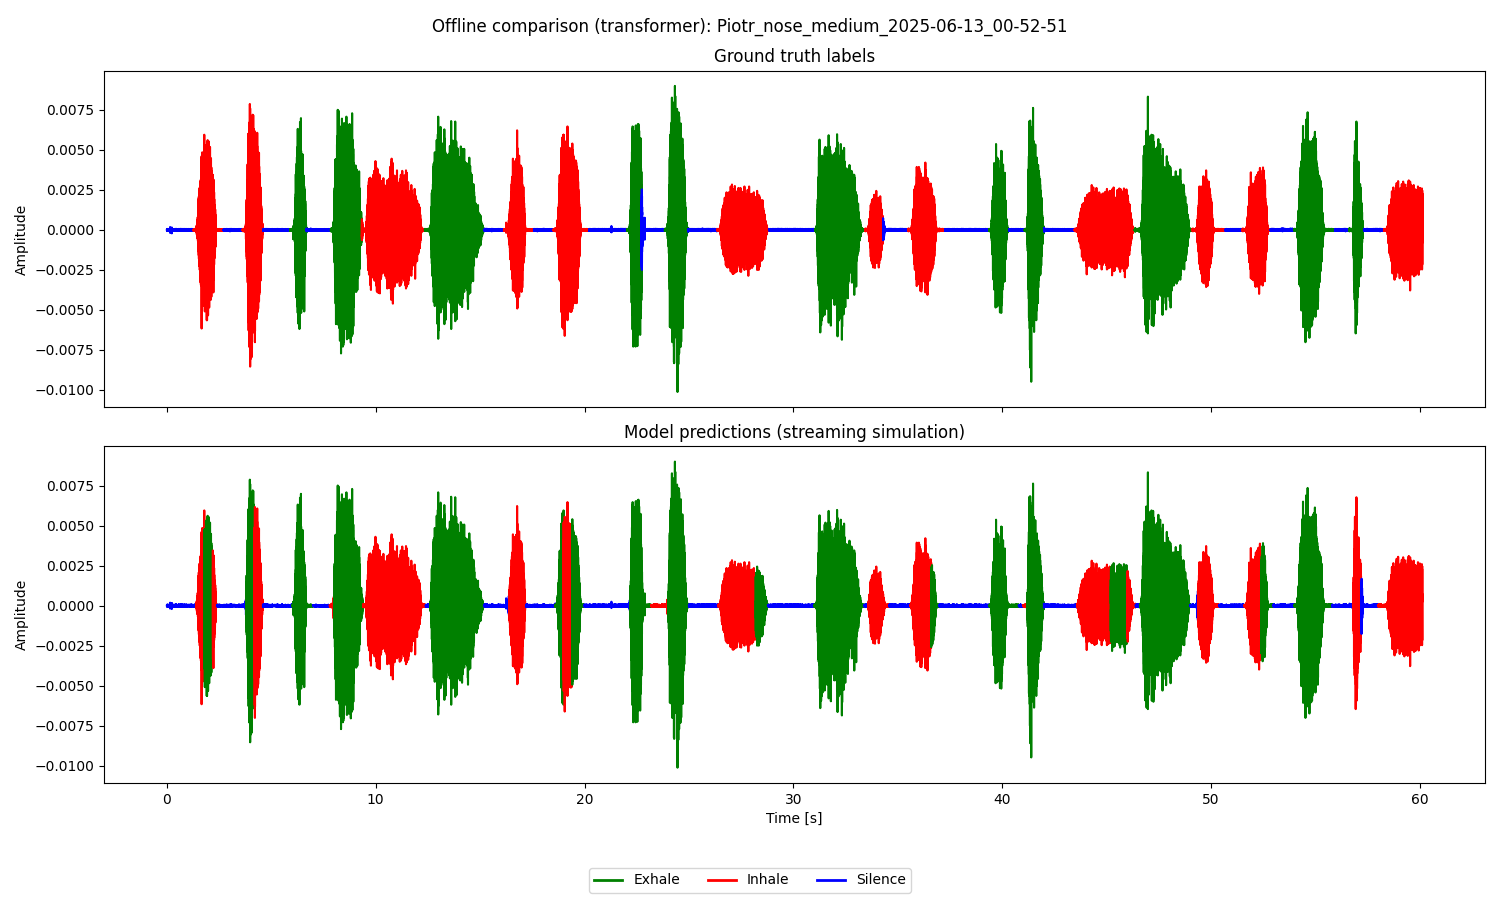 Offline comparison (transformer): Piotr_nose_medium_2025-06-13_00-52-51
Ground truth labels
0.0075
0.0050
0.0025
0.0000
−0.0025
−0.0050
−0.0075
−0.0100
Amplitude
Model predictions (streaming simulation)
0.0075
0.0050
0.0025
0.0000
−0.0025
−0.0050
−0.0075
−0.0100
Amplitude
0 10 20 30 40 50 60
Time [s]
Exhale Inhale Silence